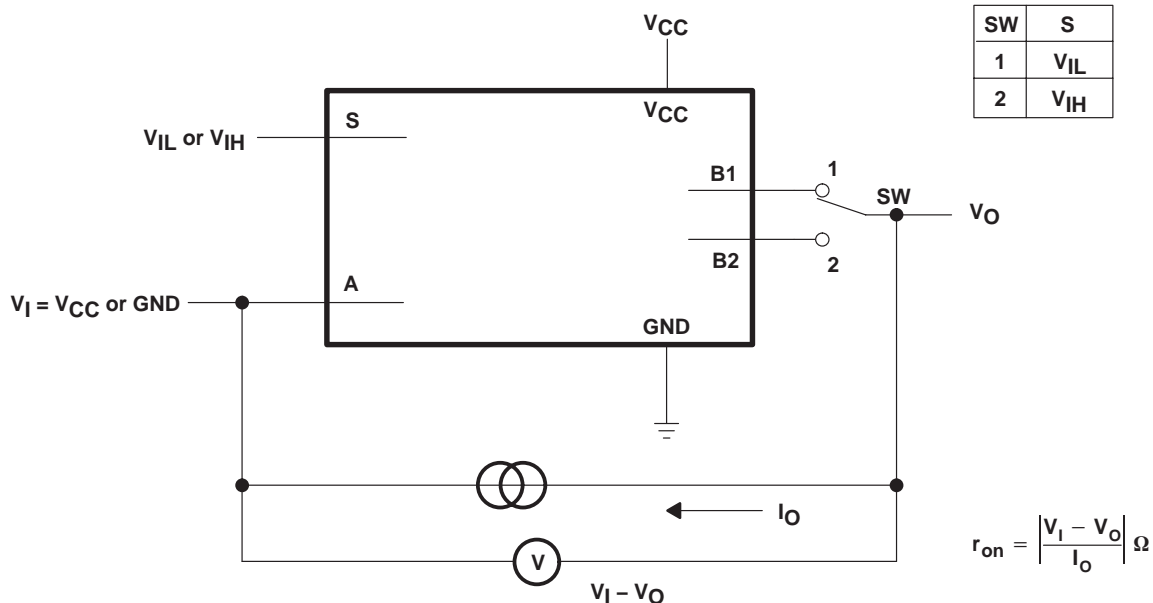 VCC
SW S
1 VIL
2 VIH
S
VCC
VIL or VIH
B1
1
SW
VO
B2
2
A
VI = VCC or GND
GND
IO
V
VI – VO
ron = |VI – VO / IO| Ω